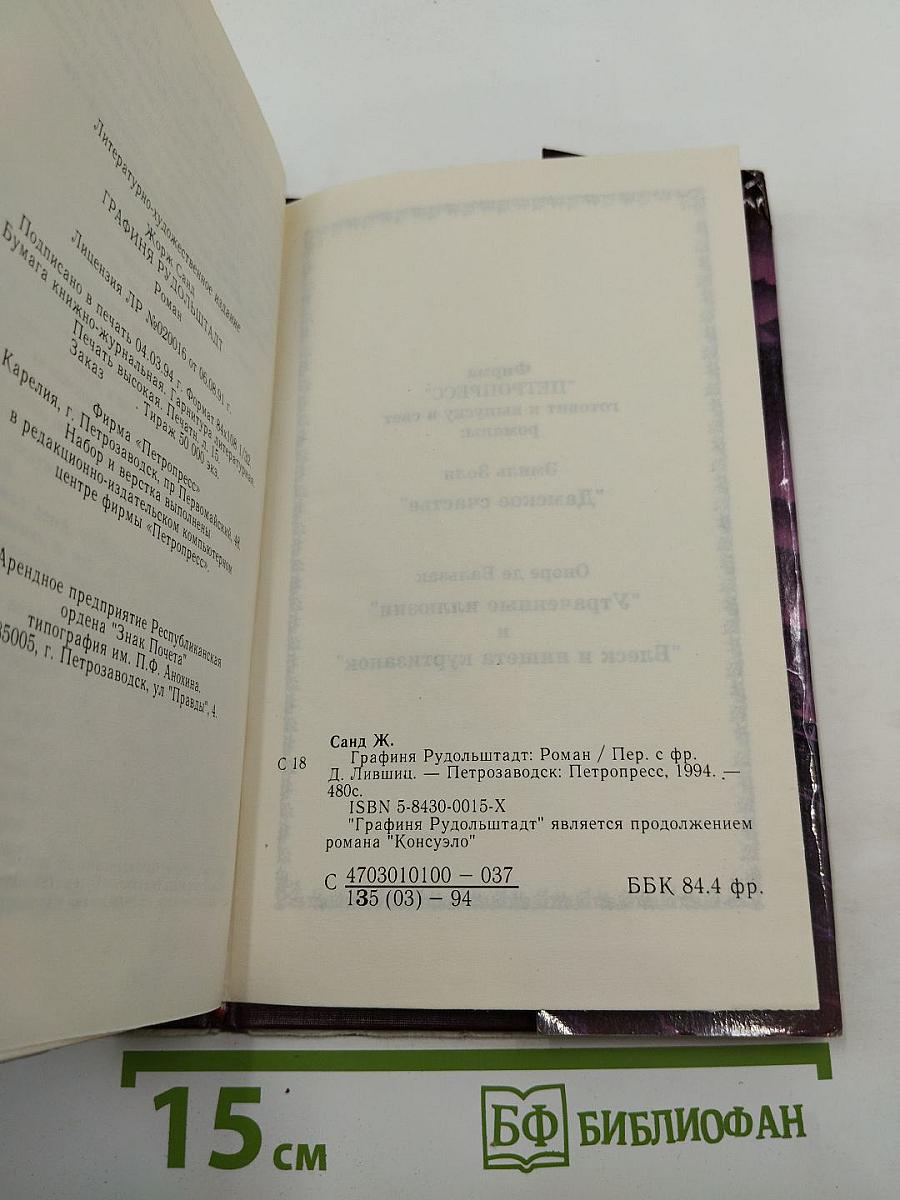 Литературно-художественное издание
Жорж Санд
ГРАФИНЯ РУДОЛЬШТАДТ
Роман
Лицензия ЛР №020016 от 06.08.91 г.
Подписано в печать 04.03.94 г. Формат 84х108 1/32.
Бумага книжно-журнальная. Гарнитура литературная.
Печать высокая. Печатн. л. 15.
Заказ . Тираж 50 000 экз.
Фирма «Петропресс»
Карелия, г. Петрозаводск, пр Первомайский, 48.
Набор и верстка выполнены
в редакционно-издательском компьютерном
центре фирмы «Петропресс».
Арендное предприятие Республиканская
ордена "Знак Почета"
типография им. П.Ф. Анохина.
85005, г. Петрозаводск, ул "Правды", 4.
Фирма
"ПЕТРОПРЕСС"
готовит к выпуску в свет
романы:
Эмиль Золя
"Дамское счастье"
Оноре де Бальзак
"Утраченные иллюзии"
и
"Блеск и нищета куртизанок"
Санд Ж.
С 18 Графиня Рудольштадт: Роман / Пер. с фр.
Д. Лившиц. — Петрозаводск: Петропресс, 1994. —
480с.
ISBN 5-8430-0015-X
"Графиня Рудольштадт" является продолжением
романа "Консуэло"
С 4703010100 — 037
135 (03) — 94
ББК 84.4 фр.
15 см
БФ БИБЛИОФАН